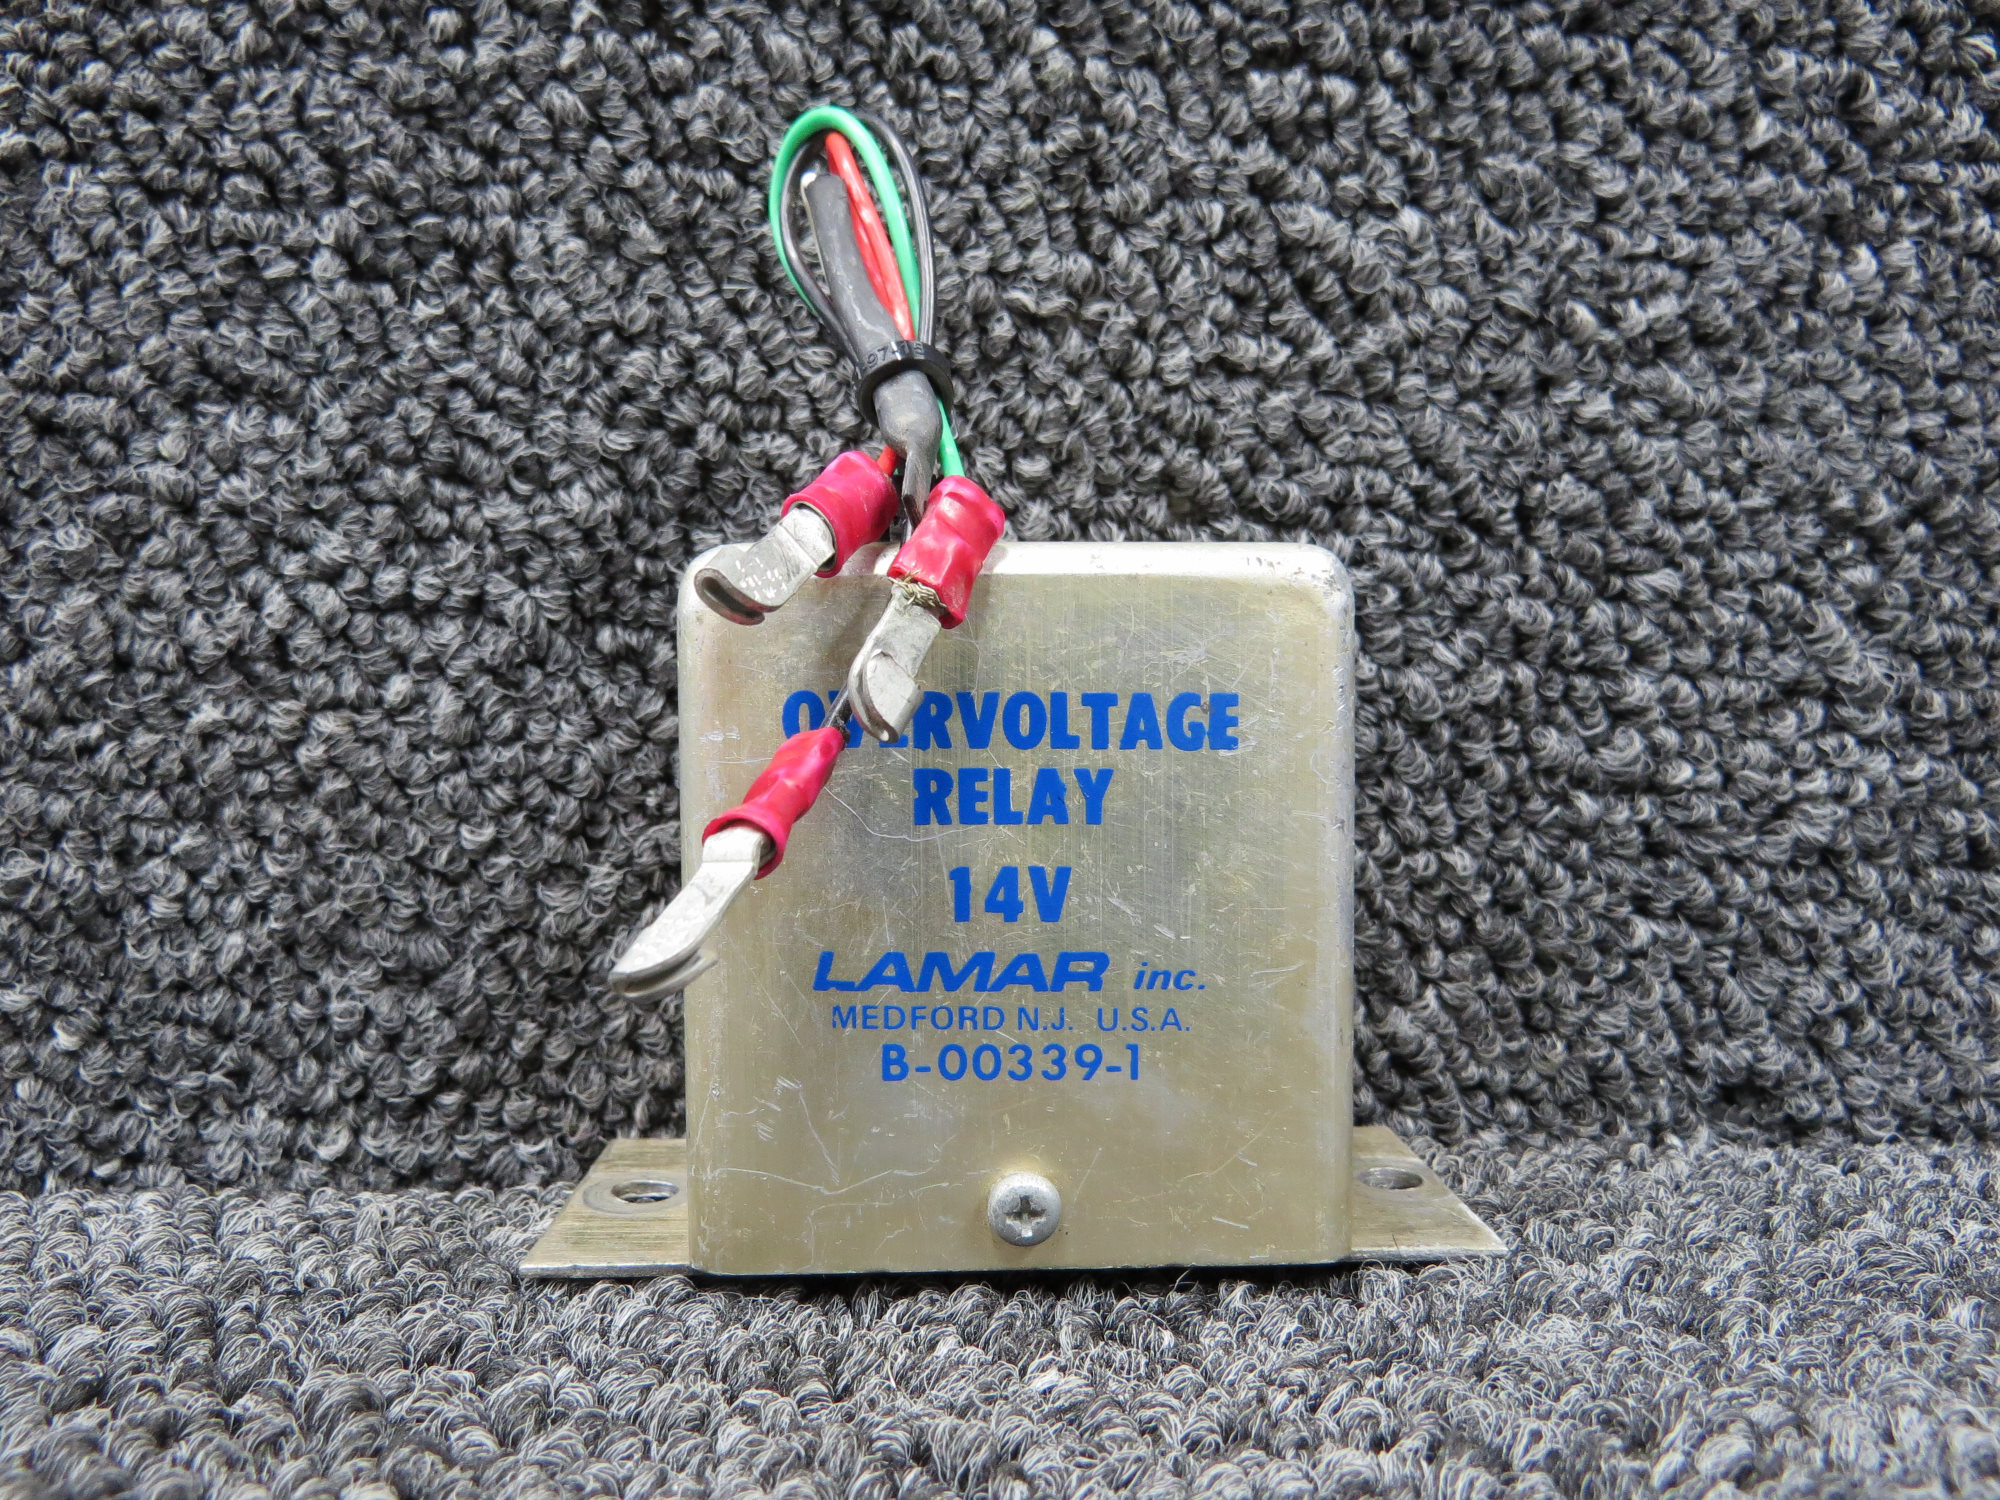 OVERVOLTAGE
RELAY
14V
LAMAR inc.
MEDFORD N.J. U.S.A.
B-00339-1